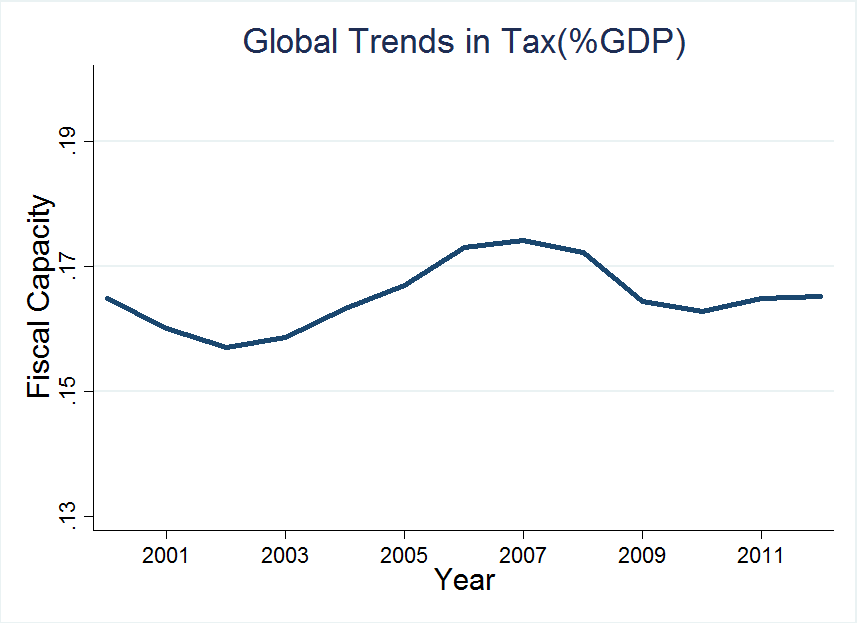 Global Trends in Tax(%GDP)
Fiscal Capacity
.19
.17
.15
.13
2001 2003 2005 2007 2009 2011
Year